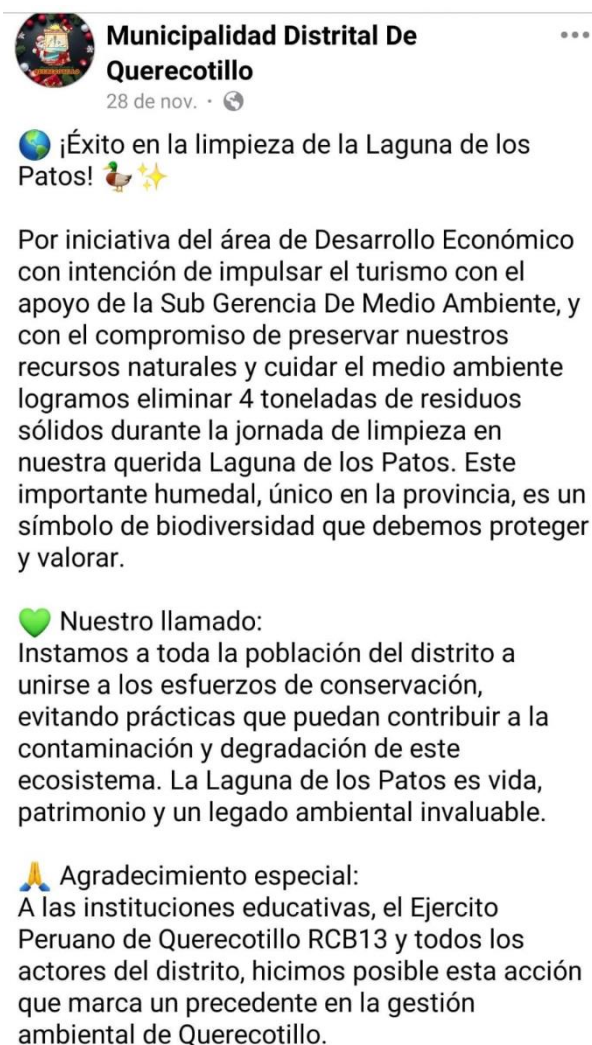 Municipalidad Distrital De
Querecotillo
28 de nov. ·
🌎 ¡Éxito en la limpieza de la Laguna de los
Patos! 🦆✨
Por iniciativa del área de Desarrollo Económico
con intención de impulsar el turismo con el
apoyo de la Sub Gerencia De Medio Ambiente, y
con el compromiso de preservar nuestros
recursos naturales y cuidar el medio ambiente
logramos eliminar 4 toneladas de residuos
sólidos durante la jornada de limpieza en
nuestra querida Laguna de los Patos. Este
importante humedal, único en la provincia, es un
símbolo de biodiversidad que debemos proteger
y valorar.
💚 Nuestro llamado:
Instamos a toda la población del distrito a
unirse a los esfuerzos de conservación,
evitando prácticas que puedan contribuir a la
contaminación y degradación de este
ecosistema. La Laguna de los Patos es vida,
patrimonio y un legado ambiental invaluable.
🙏 Agradecimiento especial:
A las instituciones educativas, el Ejercito
Peruano de Querecotillo RCB13 y todos los
actores del distrito, hicimos posible esta acción
que marca un precedente en la gestión
ambiental de Querecotillo.